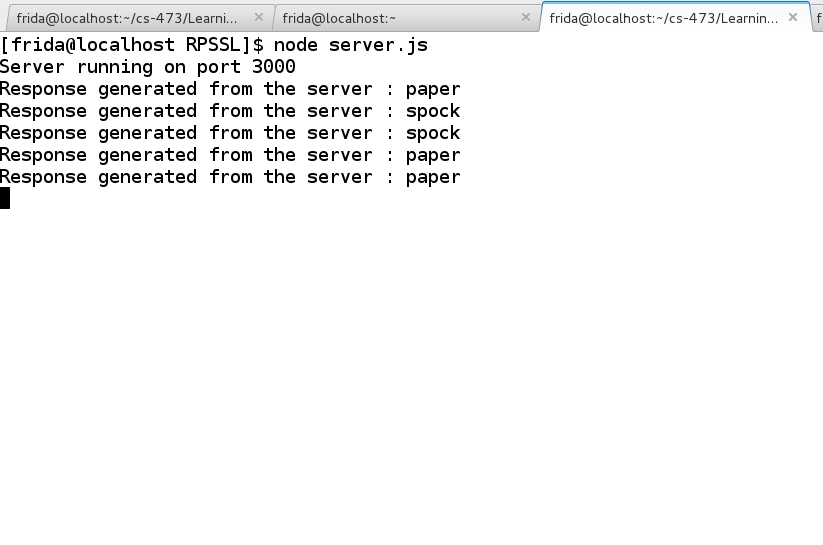 frida@localhost:~/cs-473/Learni... × frida@localhost:~ × frida@localhost:~/cs-473/Learnin... × f
[frida@localhost RPSSL]$ node server.js
Server running on port 3000
Response generated from the server : paper
Response generated from the server : spock
Response generated from the server : spock
Response generated from the server : paper
Response generated from the server : paper